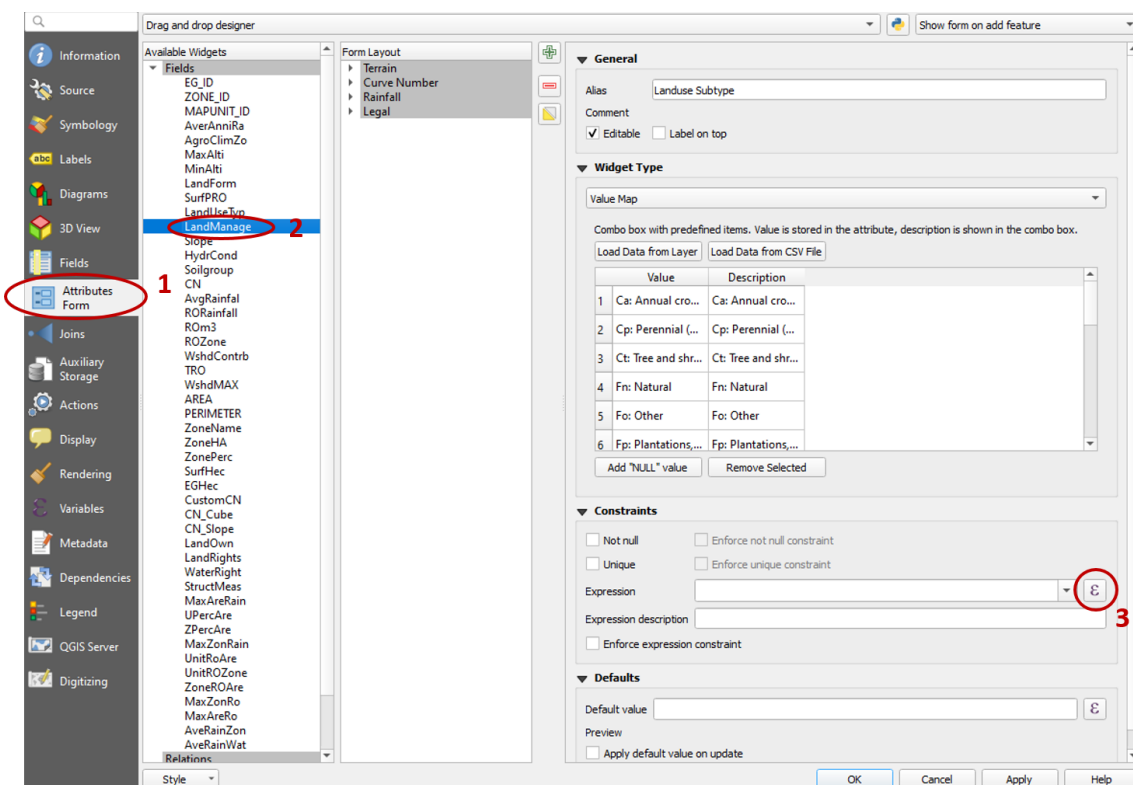 Drag and drop designer
Show form on add feature
Information
Source
Symbology
abc Labels
Diagrams
3D View
Fields
Attributes
Form
Joins
Auxiliary
Storage
Actions
Display
Rendering
Variables
Metadata
Dependencies
Legend
QGIS Server
Digitizing
1
Available Widgets
Fields
EG_ID
ZONE_ID
MAPUNIT_ID
AverAnniRa
AgroClimZo
MaxAlti
MinAlti
LandForm
SurfPRO
LandUseTyp
LandManage
2
Slope
HydrCond
Soilgroup
CN
AvgRainfal
RORainfall
ROm3
ROZone
WshdContrb
TRO
WshdMAX
AREA
PERIMETER
ZoneName
ZoneHA
ZonePerc
SurfHec
EGHec
CustomCN
CN_Cube
CN_Slope
LandOwn
LandRights
WaterRight
StructMeas
MaxAreRain
UPercAre
ZPercAre
MaxZonRain
UnitRoAre
UnitROZone
ZoneROAre
MaxZonRo
MaxAreRo
AveRainZon
AveRainWat
Relations
Form Layout
Terrain
Curve Number
Rainfall
Legal
General
Alias Landuse Subtype
Comment
Editable Label on top
Widget Type
Value Map
Combo box with predefined items. Value is stored in the attribute, description is shown in the combo box.
Load Data from Layer Load Data from CSV File
Value Description
1 Ca: Annual cro... Ca: Annual cro...
2 Cp: Perennial (... Cp: Perennial (...
3 Ct: Tree and shr... Ct: Tree and shr...
4 Fn: Natural Fn: Natural
5 Fo: Other Fo: Other
6 Fp: Plantations,... Fp: Plantations,...
Add "NULL" value Remove Selected
Constraints
Not null Enforce not null constraint
Unique Enforce unique constraint
Expression ε
3
Expression description
Enforce expression constraint
Defaults
Default value ε
Preview
Apply default value on update
Style OK Cancel Apply Help